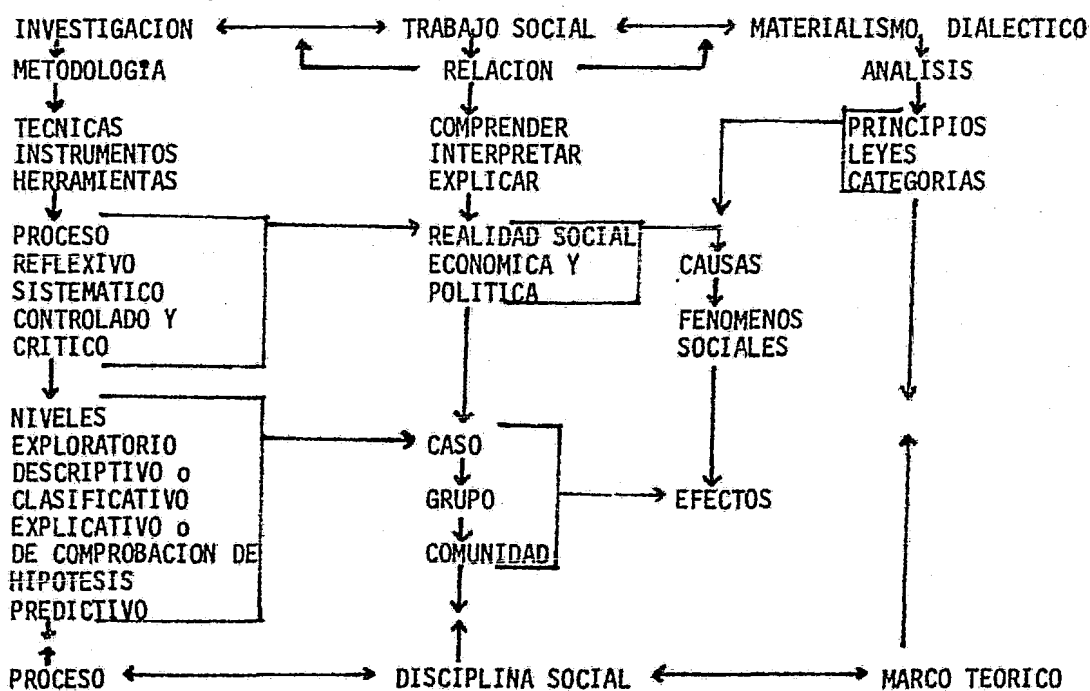 INVESTIGACION TRABAJO SOCIAL MATERIALISMO DIALECTICO
METODOLOGIA RELACION ANALISIS
TECNICAS
INSTRUMENTOS
HERRAMIENTAS
COMPRENDER
INTERPRETAR
EXPLICAR
PRINCIPIOS
LEYES
CATEGORIAS
PROCESO
REFLEXIVO
SISTEMATICO
CONTROLADO Y
CRITICO
REALIDAD SOCIAL
ECONOMICA Y
POLITICA
CAUSAS
FENOMENOS
SOCIALES
NIVELES
EXPLORATORIO
DESCRIPTIVO o
CLASIFICATIVO
EXPLICATIVO o
DE COMPROBACION DE
HIPOTESIS
PREDICTIVO
CASO
GRUPO
COMUNIDAD
EFECTOS
PROCESO DISCIPLINA SOCIAL MARCO TEORICO